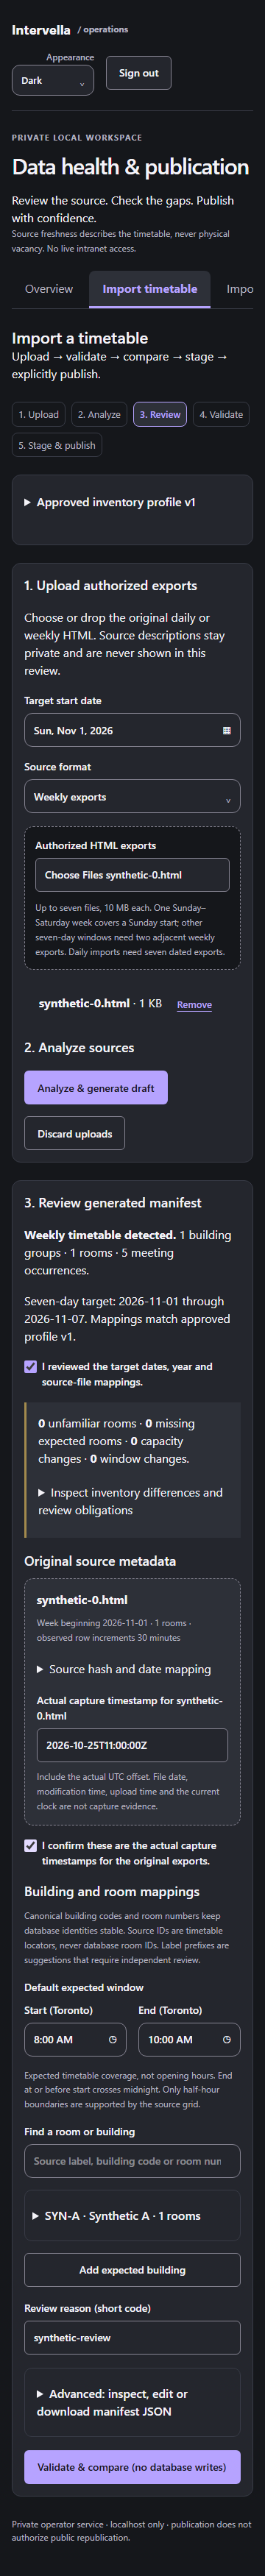 Intervella / operations
Appearance
Dark
Sign out
PRIVATE LOCAL WORKSPACE
Data health & publication
Review the source. Check the gaps. Publish
with confidence.
Source freshness describes the timetable, never physical
vacancy. No live intranet access.
Overview
Import timetable
Impo
Import a timetable
Upload → validate → compare → stage →
explicitly publish.
1. Upload
2. Analyze
3. Review
4. Validate
5. Stage & publish
▶ Approved inventory profile v1
1. Upload authorized exports
Choose or drop the original daily or
weekly HTML. Source descriptions stay
private and are never shown in this
review.
Target start date
Sun, Nov 1, 2026
Source format
Weekly exports
Authorized HTML exports
Choose Files synthetic-0.html
Up to seven files, 10 MB each. One Sunday–
Saturday week covers a Sunday start; other
seven-day windows need two adjacent weekly
exports. Daily imports need seven dated exports.
synthetic-0.html · 1 KB Remove
2. Analyze sources
Analyze & generate draft
Discard uploads
3. Review generated manifest
Weekly timetable detected. 1 building
groups · 1 rooms · 5 meeting
occurrences.
Seven-day target: 2026-11-01 through
2026-11-07. Mappings match approved
profile v1.
I reviewed the target dates, year and
source-file mappings.
0 unfamiliar rooms · 0 missing
expected rooms · 0 capacity
changes · 0 window changes.
▶ Inspect inventory differences and
review obligations
Original source metadata
synthetic-0.html
Week beginning 2026-11-01 · 1 rooms ·
observed row increments 30 minutes
▶ Source hash and date mapping
Actual capture timestamp for synthetic-
0.html
2026-10-25T11:00:00Z
Include the actual UTC offset. File date,
modification time, upload time and the current
clock are not capture evidence.
I confirm these are the actual capture
timestamps for the original exports.
Building and room mappings
Canonical building codes and room numbers keep
database identities stable. Source IDs are timetable
locators, never database room IDs. Label prefixes are
suggestions that require independent review.
Default expected window
Start (Toronto)
End (Toronto)
8:00 AM
10:00 AM
Expected timetable coverage, not opening hours. End
at or before start crosses midnight. Only half-hour
boundaries are supported by the source grid.
Find a room or building
Source label, building code or room nun
▶ SYN-A · Synthetic A · 1 rooms
Add expected building
Review reason (short code)
synthetic-review
▶ Advanced: inspect, edit or
download manifest JSON
Validate & compare (no database writes)
Private operator service · localhost only · publication does not
authorize public republication.